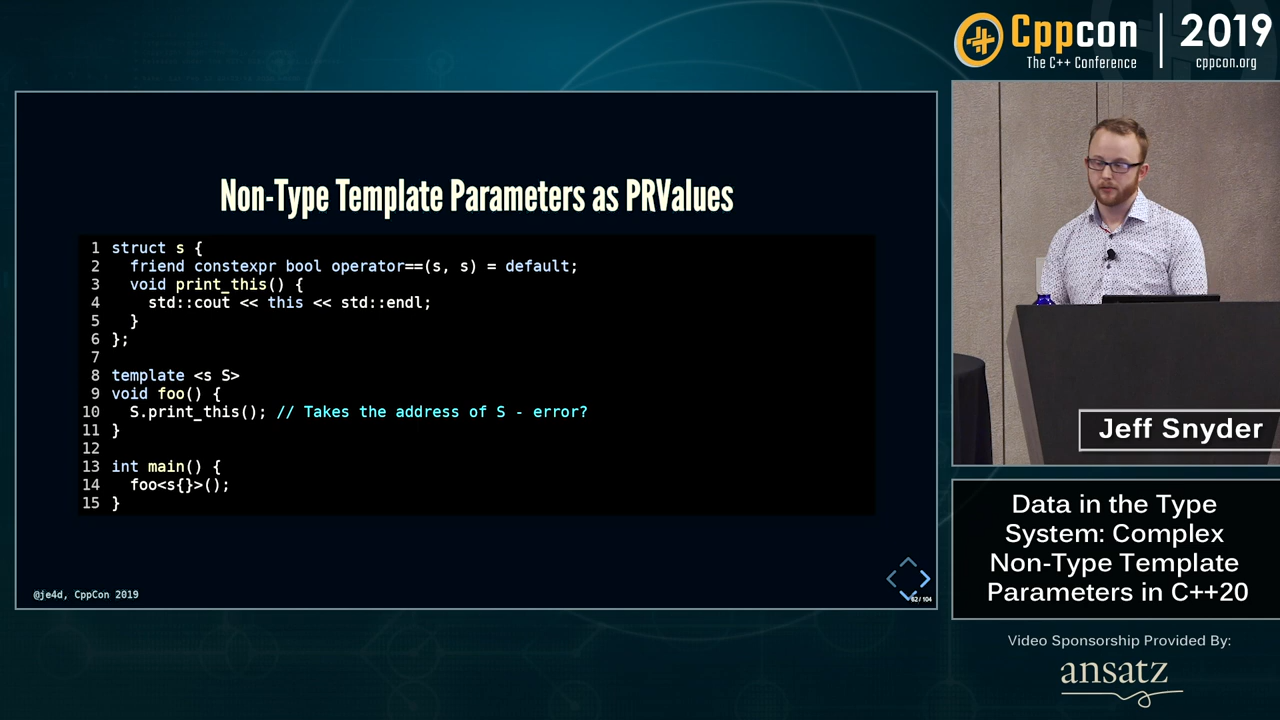 Cppcon
The C++ Conference
2019
cppcon.org
Non-Type Template Parameters as PRValues
1 struct s {
2 friend constexpr bool operator==(s, s) = default;
3 void print_this() {
4 std::cout << this << std::endl;
5 }
6 };
7
8 template <s S>
9 void foo() {
10 S.print_this(); // Takes the address of S - error?
11 }
12
13 int main() {
14 foo<s{}>();
15 }
@je4d, CppCon 2019
82 / 104
Jeff Snyder
Data in the Type
System: Complex
Non-Type Template
Parameters in C++20
Video Sponsorship Provided By:
ansatz